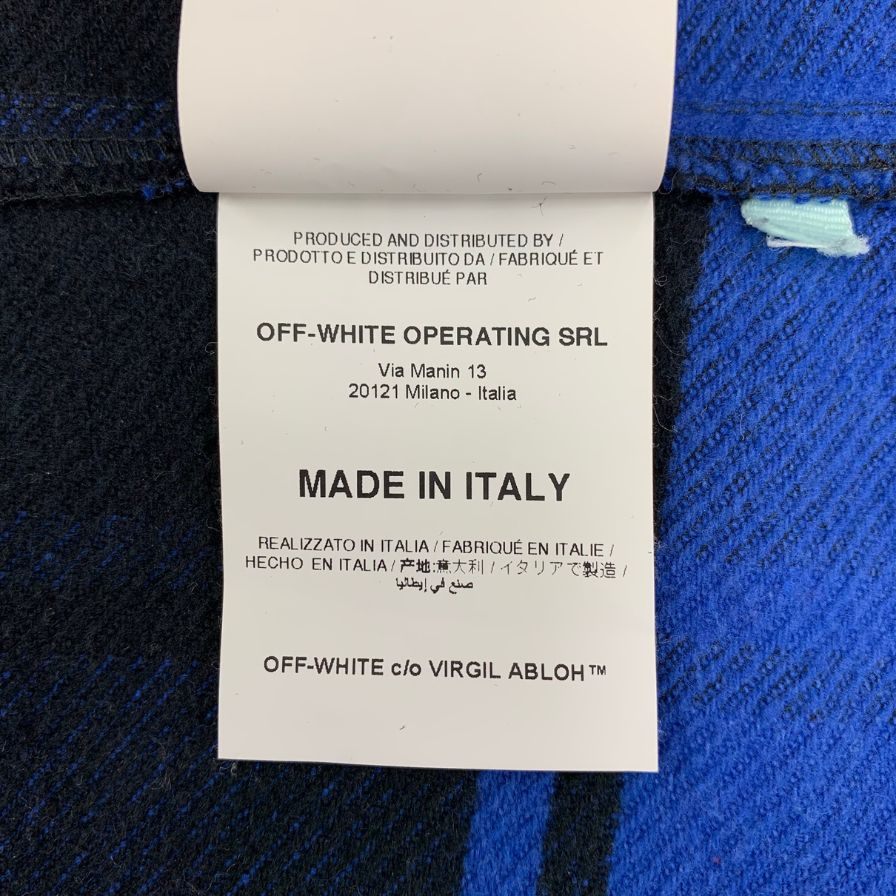 PRODUCED AND DISTRIBUTED BY /
PRODOTTO E DISTRIBUITO DA / FABRIQUÉ ET
DISTRIBUÉ PAR
OFF-WHITE OPERATING SRL
Via Manin 13
20121 Milano - Italia
MADE IN ITALY
REALIZZATO IN ITALIA / FABRIQUÉ EN ITALIE /
HECHO EN ITALIA / 产地:意大利 / イタリアで製造 /
صنع في إيطاليا
OFF-WHITE c/o VIRGIL ABLOH™